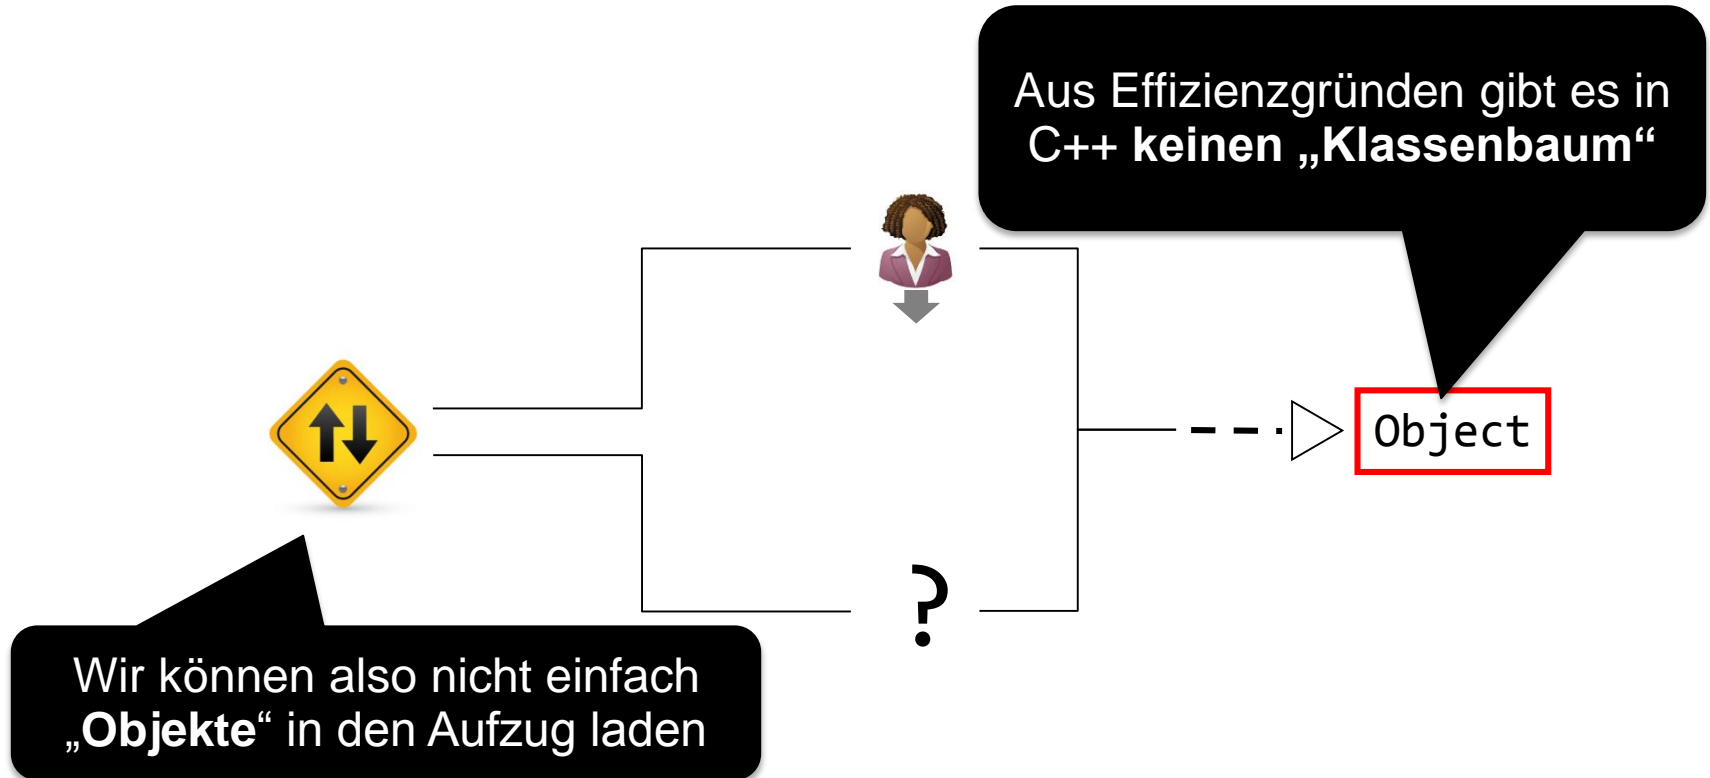 Aus Effizienzgründen gibt es in
C++ keinen „Klassenbaum“
Object
?
Wir können also nicht einfach
„Objekte“ in den Aufzug laden